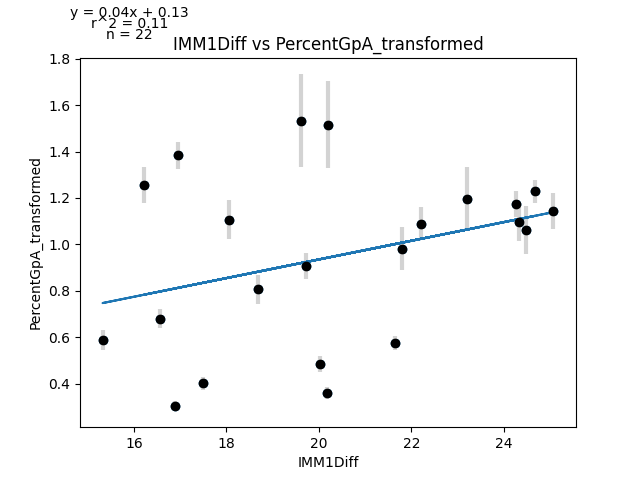 y = 0.04x + 0.13
r^2 = 0.11
n = 22
IMM1Diff vs PercentGpA_transformed
1.8
1.6
1.4
1.2
1.0
0.8
0.6
0.4
PercentGpA_transformed
16 18 20 22 24
IMM1Diff